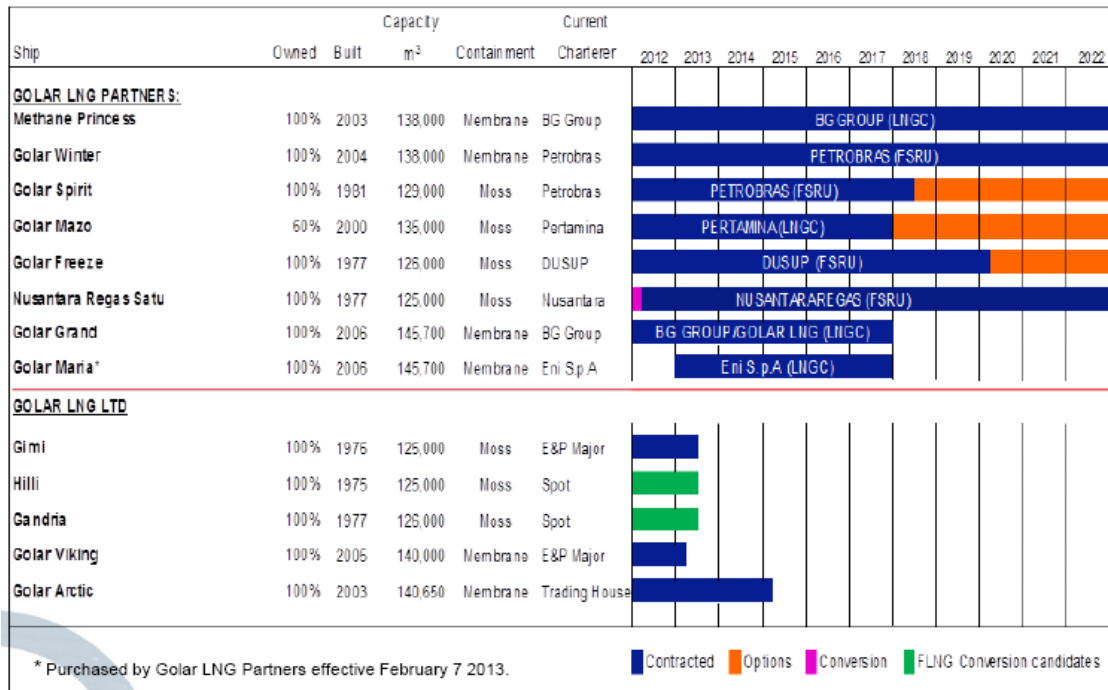 Capacity Current
Ship Owned Built m³ Containment Charterer 2012 2013 2014 2015 2016 2017 2018 2019 2020 2021 2022
GOLAR LNG PARTNERS:
Methane Princess 100% 2003 138,000 Membrane BG Group BG GROUP (LNGC)
Golar Winter 100% 2004 138,000 Membrane Petrobras PETROBRAS (FSRU)
Golar Spirit 100% 1981 129,000 Moss Petrobras PETROBRAS (FSRU)
Golar Mazo 60% 2000 135,000 Moss Pertamina PERTAMINA(LNGC)
Golar Freeze 100% 1977 126,000 Moss DUSUP DUSUP (FSRU)
Nusantara Regas Satu 100% 1977 125,000 Moss Nusantara NUSANTARAREGAS (FSRU)
Golar Grand 100% 2006 145,700 Membrane BG Group BG GROUP/GOLAR LNG (LNGC)
Golar Maria* 100% 2006 145,700 Membrane Eni S.p.A Eni S.p.A (LNGC)
GOLAR LNG LTD
Gimi 100% 1976 125,000 Moss E&P Major
Hilli 100% 1975 125,000 Moss Spot
Gandria 100% 1977 126,000 Moss Spot
Golar Viking 100% 2005 140,000 Membrane E&P Major
Golar Arctic 100% 2003 140,650 Membrane Trading House
* Purchased by Golar LNG Partners effective February 7 2013.
Contracted Options Conversion FLNG Conversion candidates